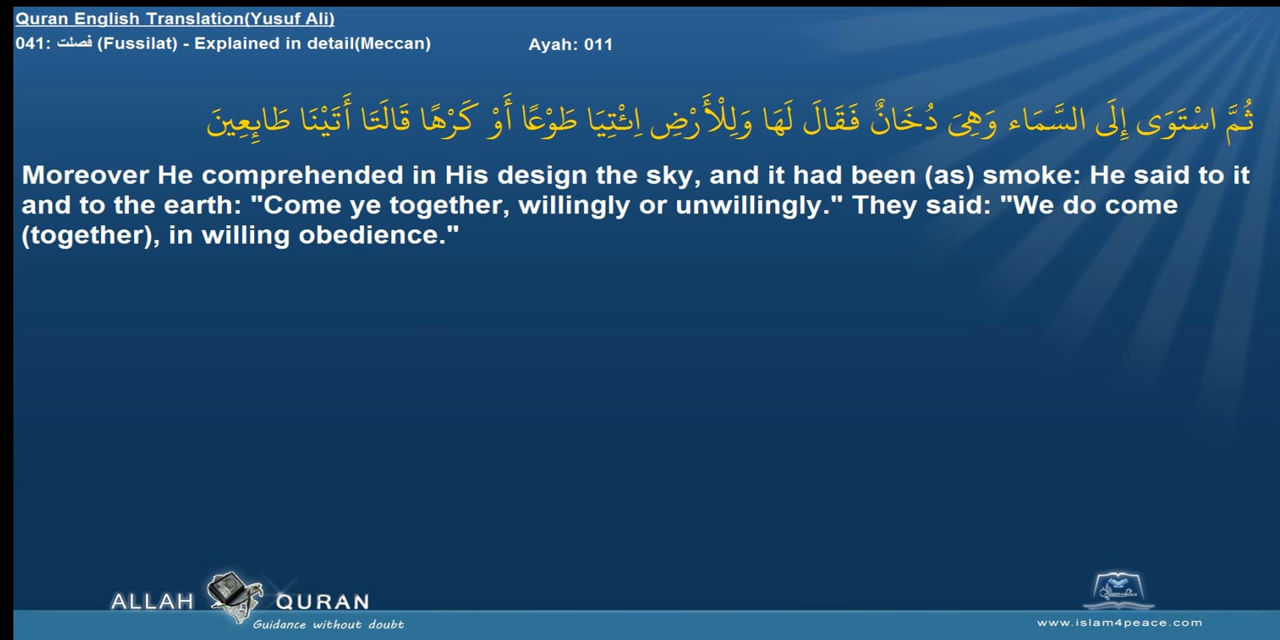 Quran English Translation(Yusuf Ali)
041: فصلت (Fussilat) - Explained in detail(Meccan) Ayah: 011
ثُمَّ اسْتَوَى إِلَى السَّمَاء وَهِىَ دُخَانٌ فَقَالَ لَهَا وَلِلْأَرْضِ اِئْتِيَا طَوْعًا أَوْ كَرْهًا قَالَتَا أَتَيْنَا طَايِٕعِينَ
Moreover He comprehended in His design the sky, and it had been (as) smoke: He said to it
and to the earth: "Come ye together, willingly or unwillingly." They said: "We do come
(together), in willing obedience."
ALLAH QURAN
Guidance without doubt
www.islam4peace.com